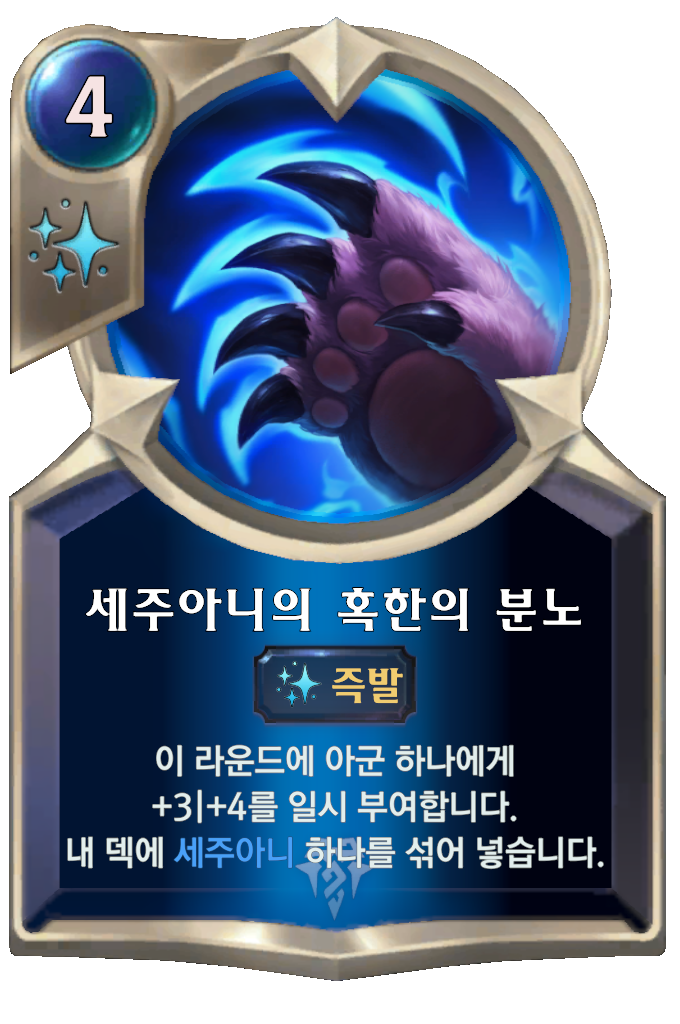 4
세주아니의 혹한의 분노
즉발
이 라운드에 아군 하나에게
+3|+4를 일시 부여합니다.
내 덱에 세주아니 하나를 섞어 넣습니다.